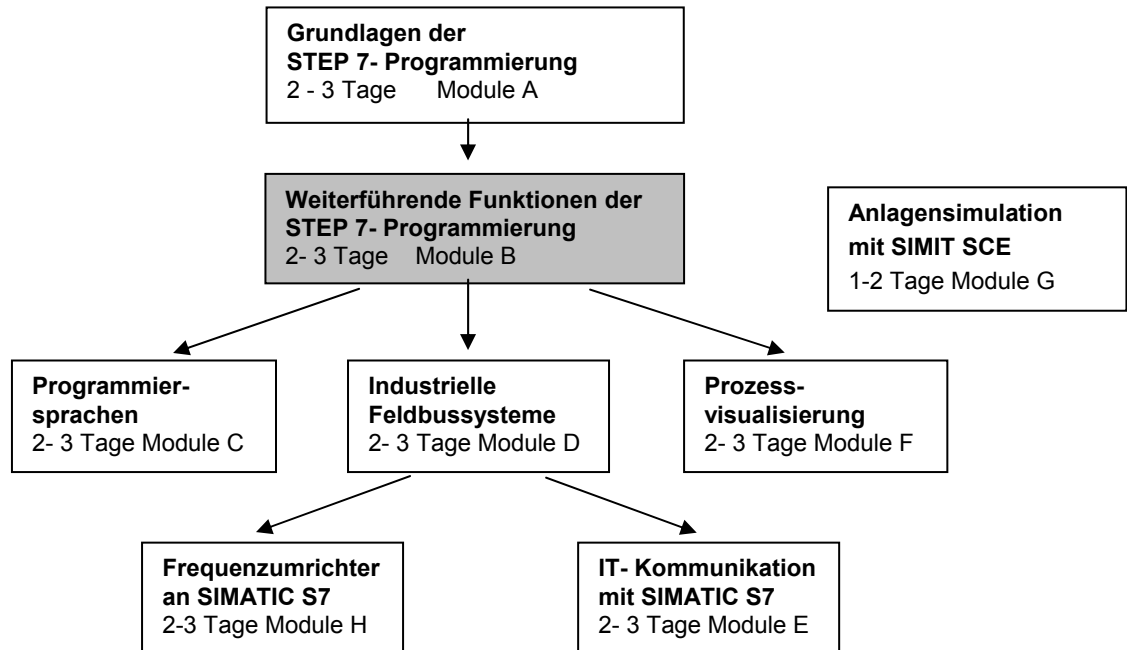 Grundlagen der
STEP 7- Programmierung
2 - 3 Tage Module A
Weiterführende Funktionen der
STEP 7- Programmierung
2- 3 Tage Module B
Anlagensimulation
mit SIMIT SCE
1-2 Tage Module G
Programmier-
sprachen
2- 3 Tage Module C
Industrielle
Feldbussysteme
2- 3 Tage Module D
Prozess-
visualisierung
2- 3 Tage Module F
Frequenzumrichter
an SIMATIC S7
2-3 Tage Module H
IT- Kommunikation
mit SIMATIC S7
2- 3 Tage Module E